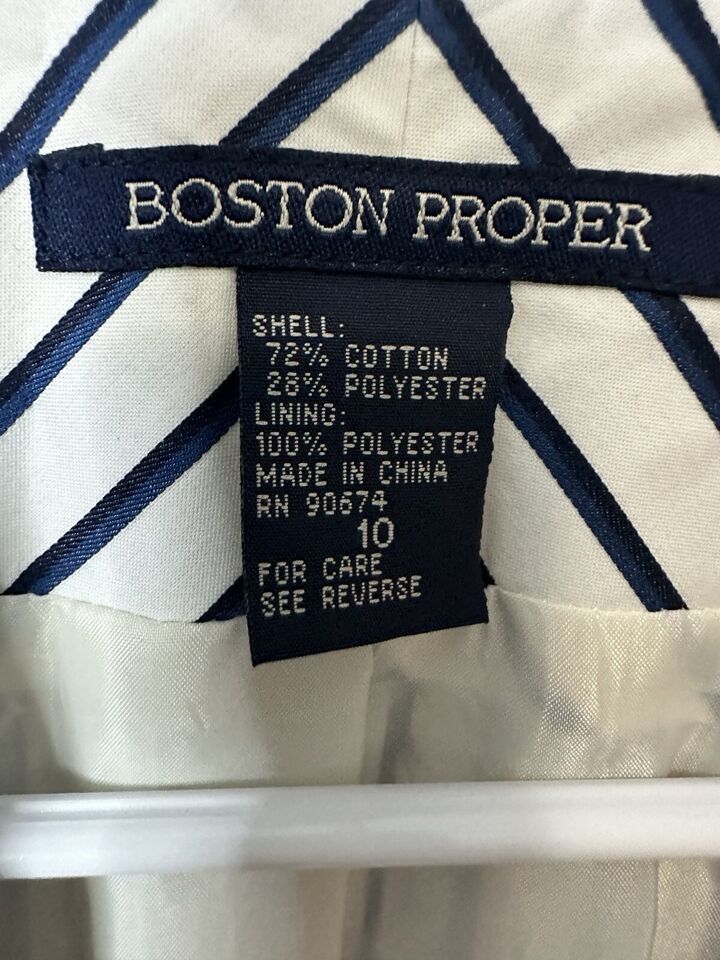 BOSTON PROPER
SHELL:
72% COTTON
28% POLYESTER
LINING:
100% POLYESTER
MADE IN CHINA
RN 90674
10
FOR CARE
SEE REVERSE